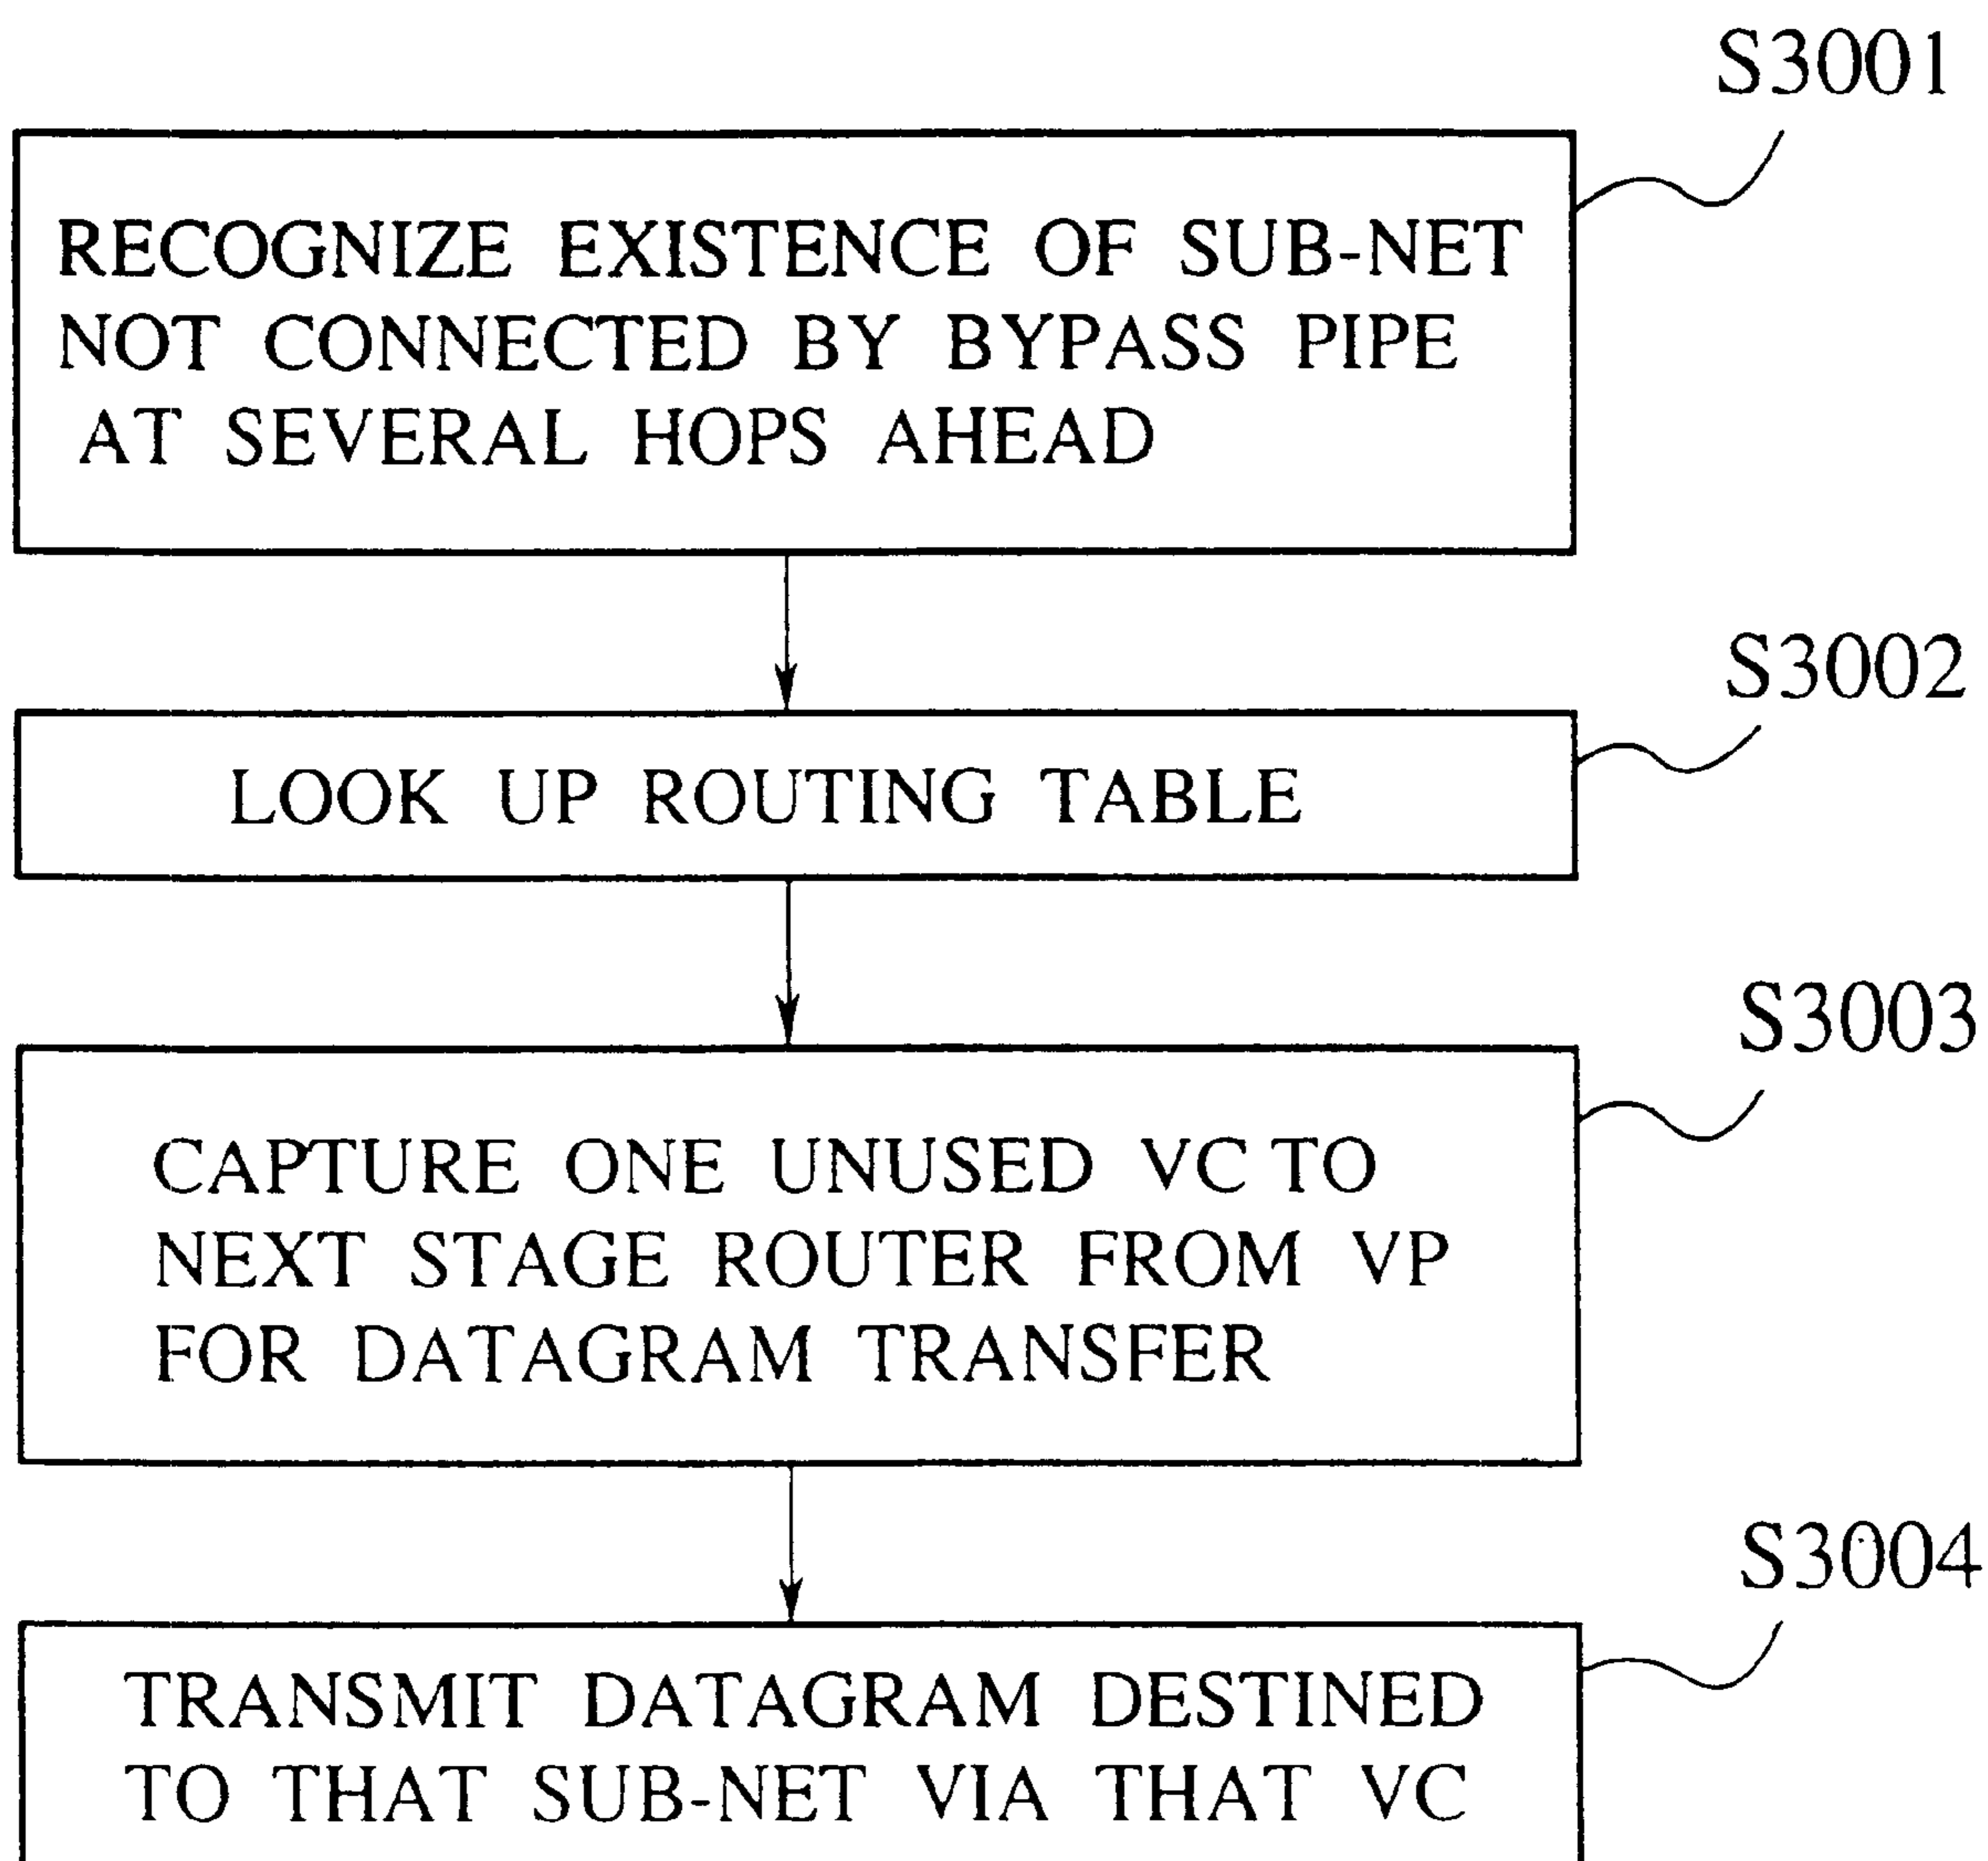 S3001
RECOGNIZE EXISTENCE OF SUB-NET
NOT CONNECTED BY BYPASS PIPE
AT SEVERAL HOPS AHEAD
S3002
LOOK UP ROUTING TABLE
S3003
CAPTURE ONE UNUSED VC TO
NEXT STAGE ROUTER FROM VP
FOR DATAGRAM TRANSFER
S3004
TRANSMIT DATAGRAM DESTINED
TO THAT SUB-NET VIA THAT VC